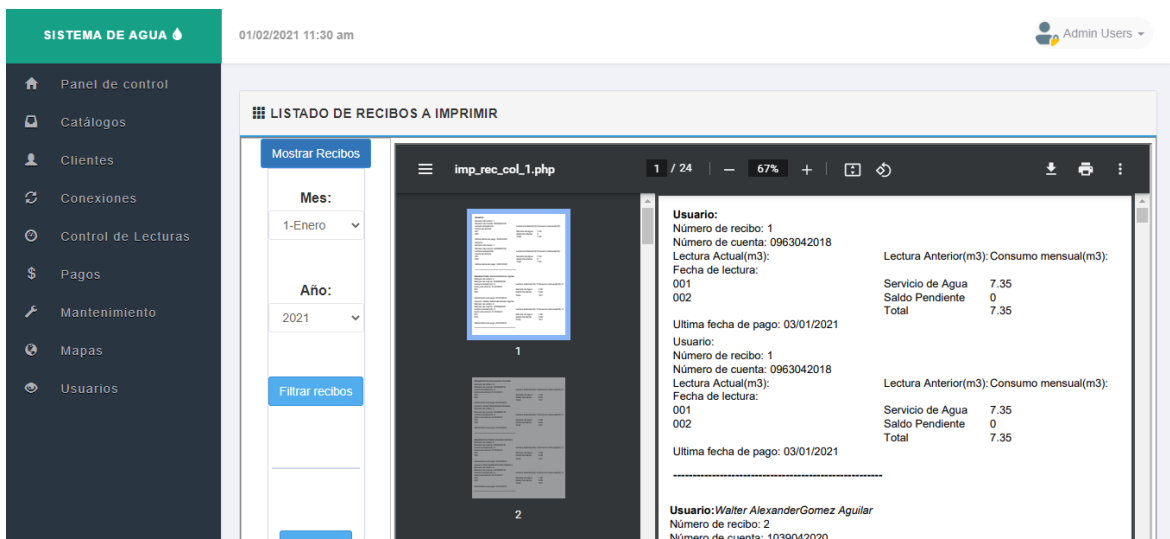 SISTEMA DE AGUA
01/02/2021 11:30 am
Admin Users
Panel de control
Catálogos
Clientes
Conexiones
Control de Lecturas
Pagos
Mantenimiento
Mapas
Usuarios
LISTADO DE RECIBOS A IMPRIMIR
Mostrar Recibos
Mes:
1-Enero
Año:
2021
Filtrar recibos
imp_rec_col_1.php
1 / 24
67%
1
2
Usuario:
Número de recibo: 1
Número de cuenta: 0963042018
Lectura Actual(m3): Lectura Anterior(m3): Consumo mensual(m3):
Fecha de lectura:
001 Servicio de Agua 7.35
002 Saldo Pendiente 0
Total 7.35
Ultima fecha de pago: 03/01/2021
Usuario:
Número de recibo: 1
Número de cuenta: 0963042018
Lectura Actual(m3): Lectura Anterior(m3): Consumo mensual(m3):
Fecha de lectura:
001 Servicio de Agua 7.35
002 Saldo Pendiente 0
Total 7.35
Ultima fecha de pago: 03/01/2021
------------------------------------------------------
Usuario:Walter AlexanderGomez Aguilar
Número de recibo: 2
Número de cuenta: 1039042020